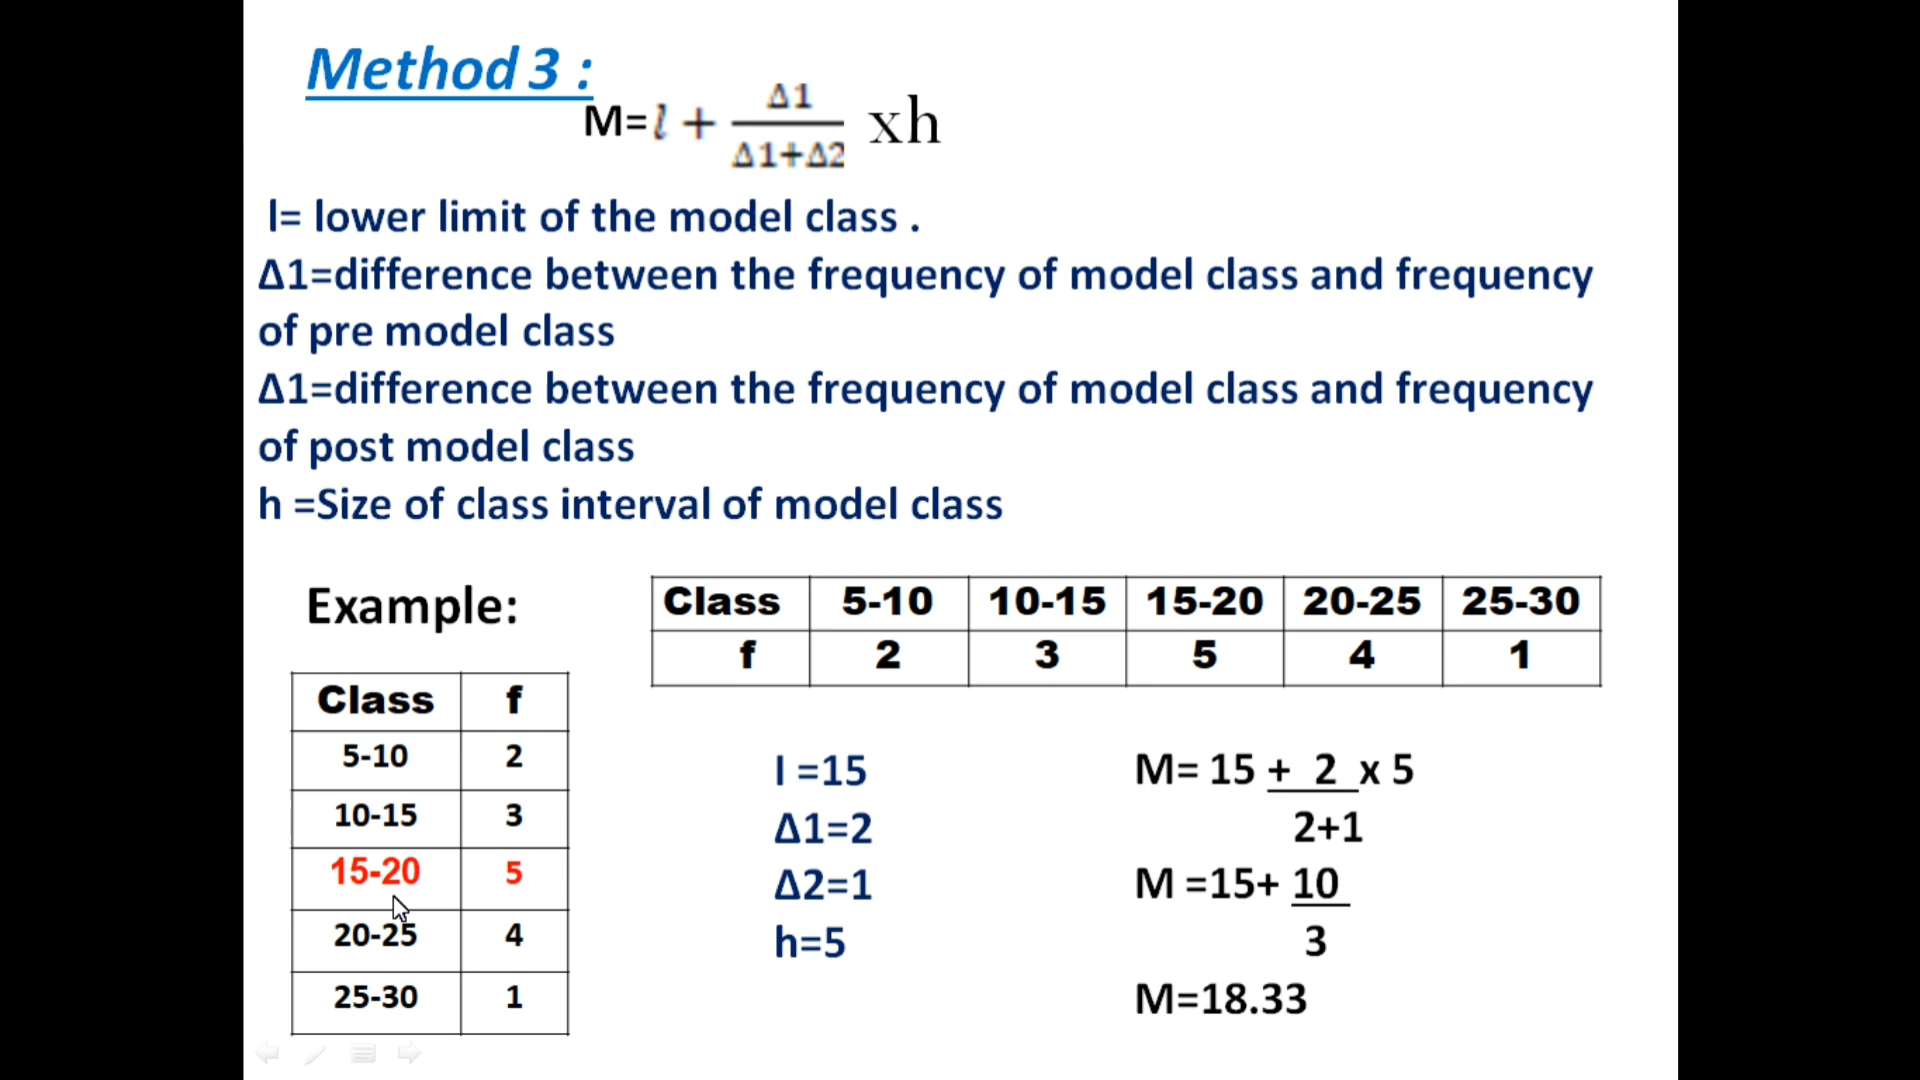 Method 3 :
M=l + Δ1 xh
Δ1+Δ2
l= lower limit of the model class .
Δ1=difference between the frequency of model class and frequency
of pre model class
Δ1=difference between the frequency of model class and frequency
of post model class
h =Size of class interval of model class
Example:
Class 5-10 10-15 15-20 20-25 25-30
f 2 3 5 4 1
Class f
5-10 2
10-15 3
15-20 5
20-25 4
25-30 1
l =15
Δ1=2
Δ2=1
h=5
M= 15 + 2 x 5
2+1
M =15+ 10
3
M=18.33